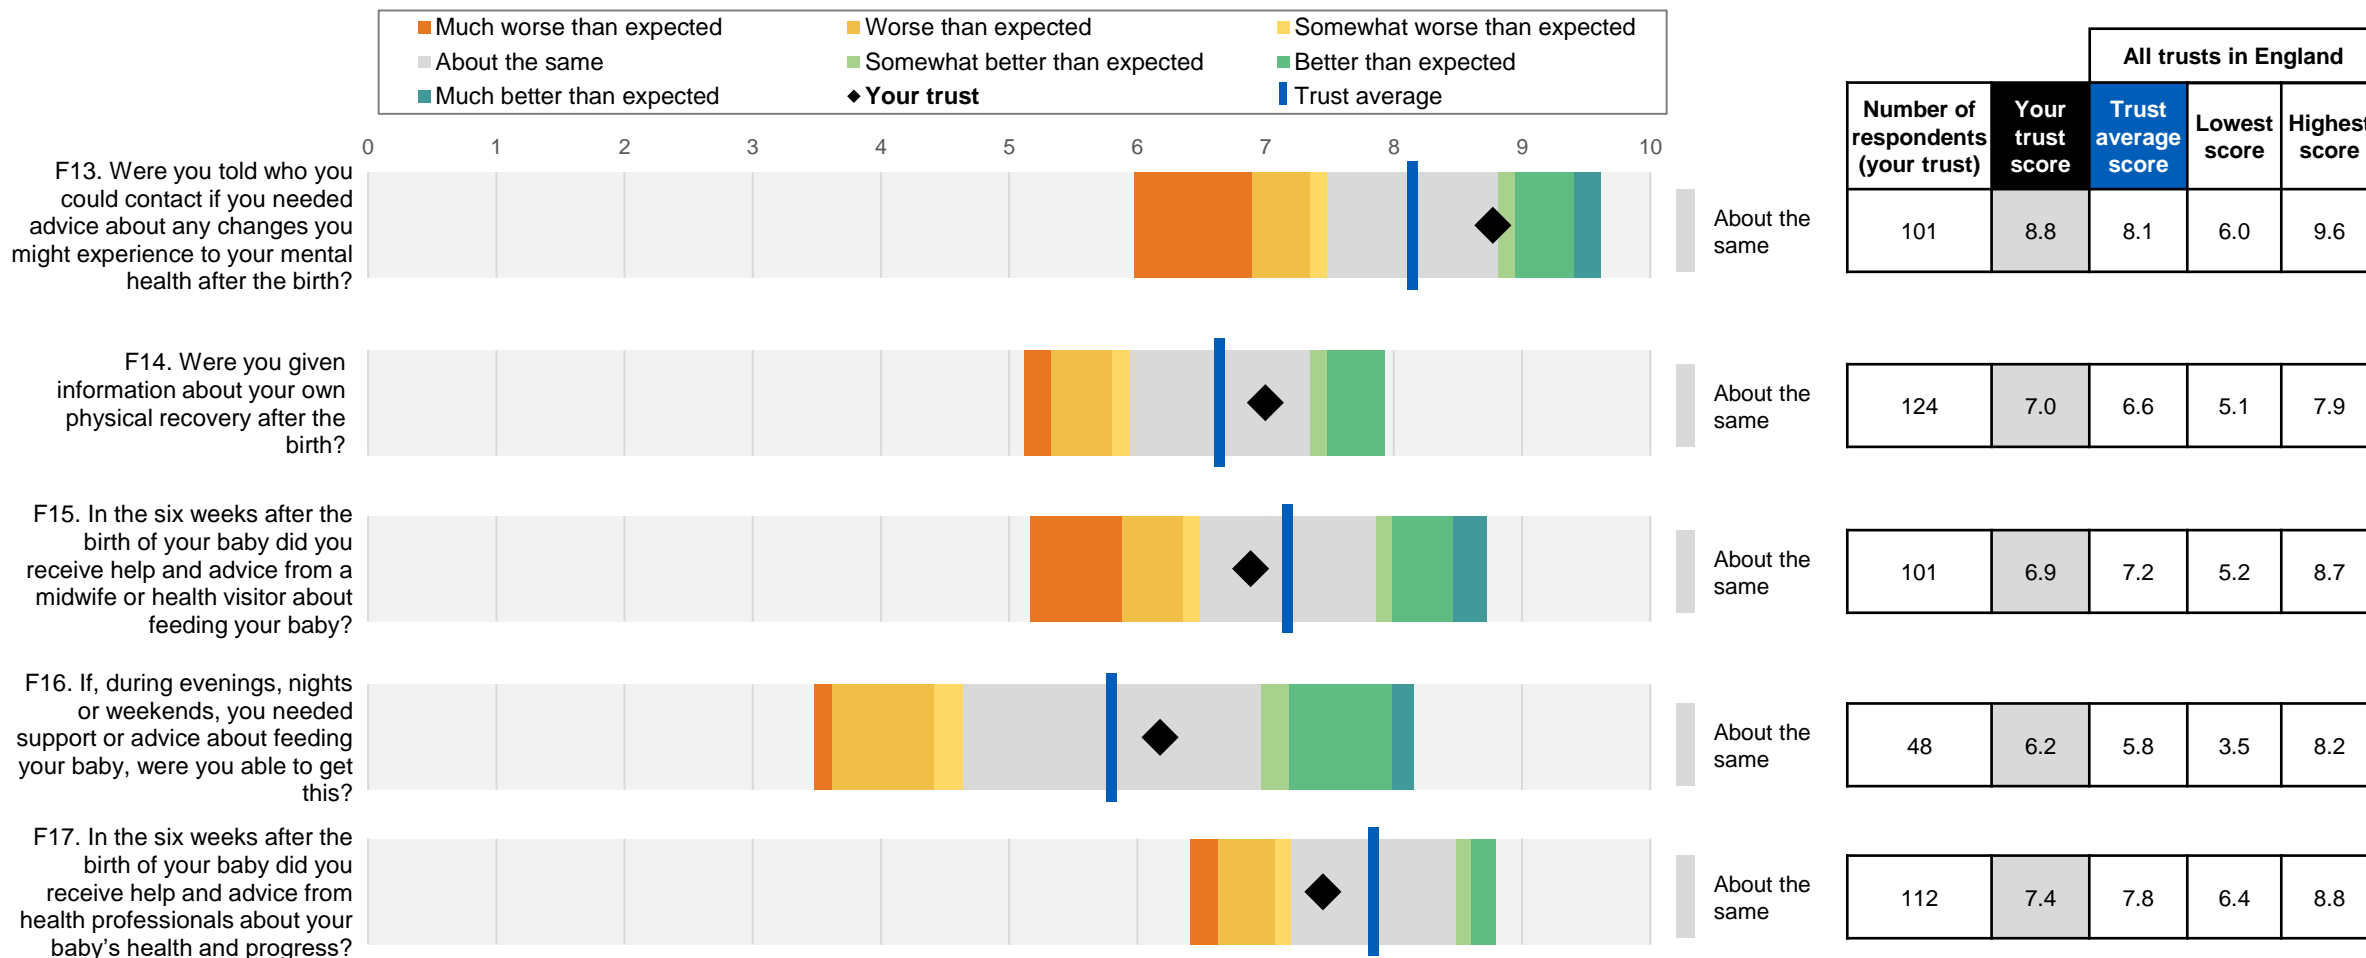 Much worse than expected
Worse than expected
Somewhat worse than expected
About the same
Somewhat better than expected
Better than expected
Much better than expected
Your trust
Trust average
All trusts in England
Number of
respondents
(your trust)
Your
trust
score
Trust
average
score
Lowest
score
Highest
score
0 1 2 3 4 5 6 7 8 9 10
F13. Were you told who you
could contact if you needed
advice about any changes you
might experience to your mental
health after the birth?
About the
same
101 8.8 8.1 6.0 9.6
F14. Were you given
information about your own
physical recovery after the
birth?
About the
same
124 7.0 6.6 5.1 7.9
F15. In the six weeks after the
birth of your baby did you
receive help and advice from a
midwife or health visitor about
feeding your baby?
About the
same
101 6.9 7.2 5.2 8.7
F16. If, during evenings, nights
or weekends, you needed
support or advice about feeding
your baby, were you able to get
this?
About the
same
48 6.2 5.8 3.5 8.2
F17. In the six weeks after the
birth of your baby did you
receive help and advice from
health professionals about your
baby's health and progress?
About the
same
112 7.4 7.8 6.4 8.8